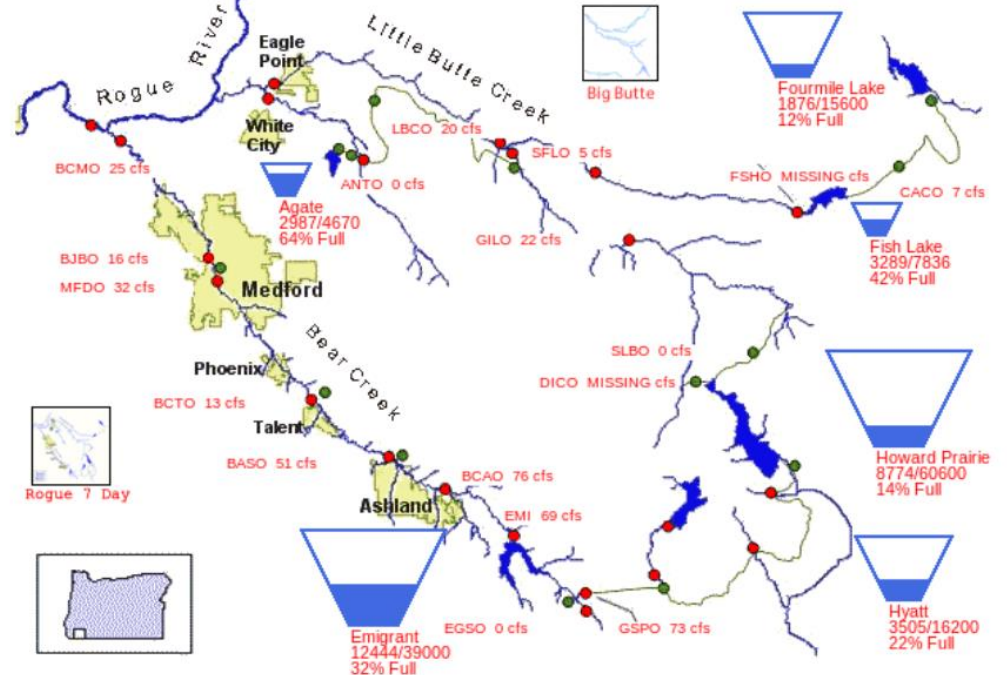 Rogue River
Eagle
Point
Little Butte Creek
Big Butte
Fourmile Lake
1876/15600
12% Full
White
City
LBCO 20 cfs
SFLO 5 cfs
BCMO 25 cfs
ANTO 0 cfs
FSHO MISSING cfs
CACO 7 cfs
Agate
2987/4670
64% Full
GILO 22 cfs
Fish Lake
3289/7836
42% Full
BJBO 16 cfs
MFDO 32 cfs
Medford
Bear Creek
SLBO 0 cfs
Phoenix
DICO MISSING cfs
BCTO 13 cfs
Talent
Howard Prairie
8774/60600
14% Full
BASO 51 cfs
BCAO 76 cfs
Rogue 7 Day
Ashland
EMI 69 cfs
Hyatt
3505/16200
22% Full
EGSO 0 cfs
GSPO 73 cfs
Emigrant
12444/39000
32% Full